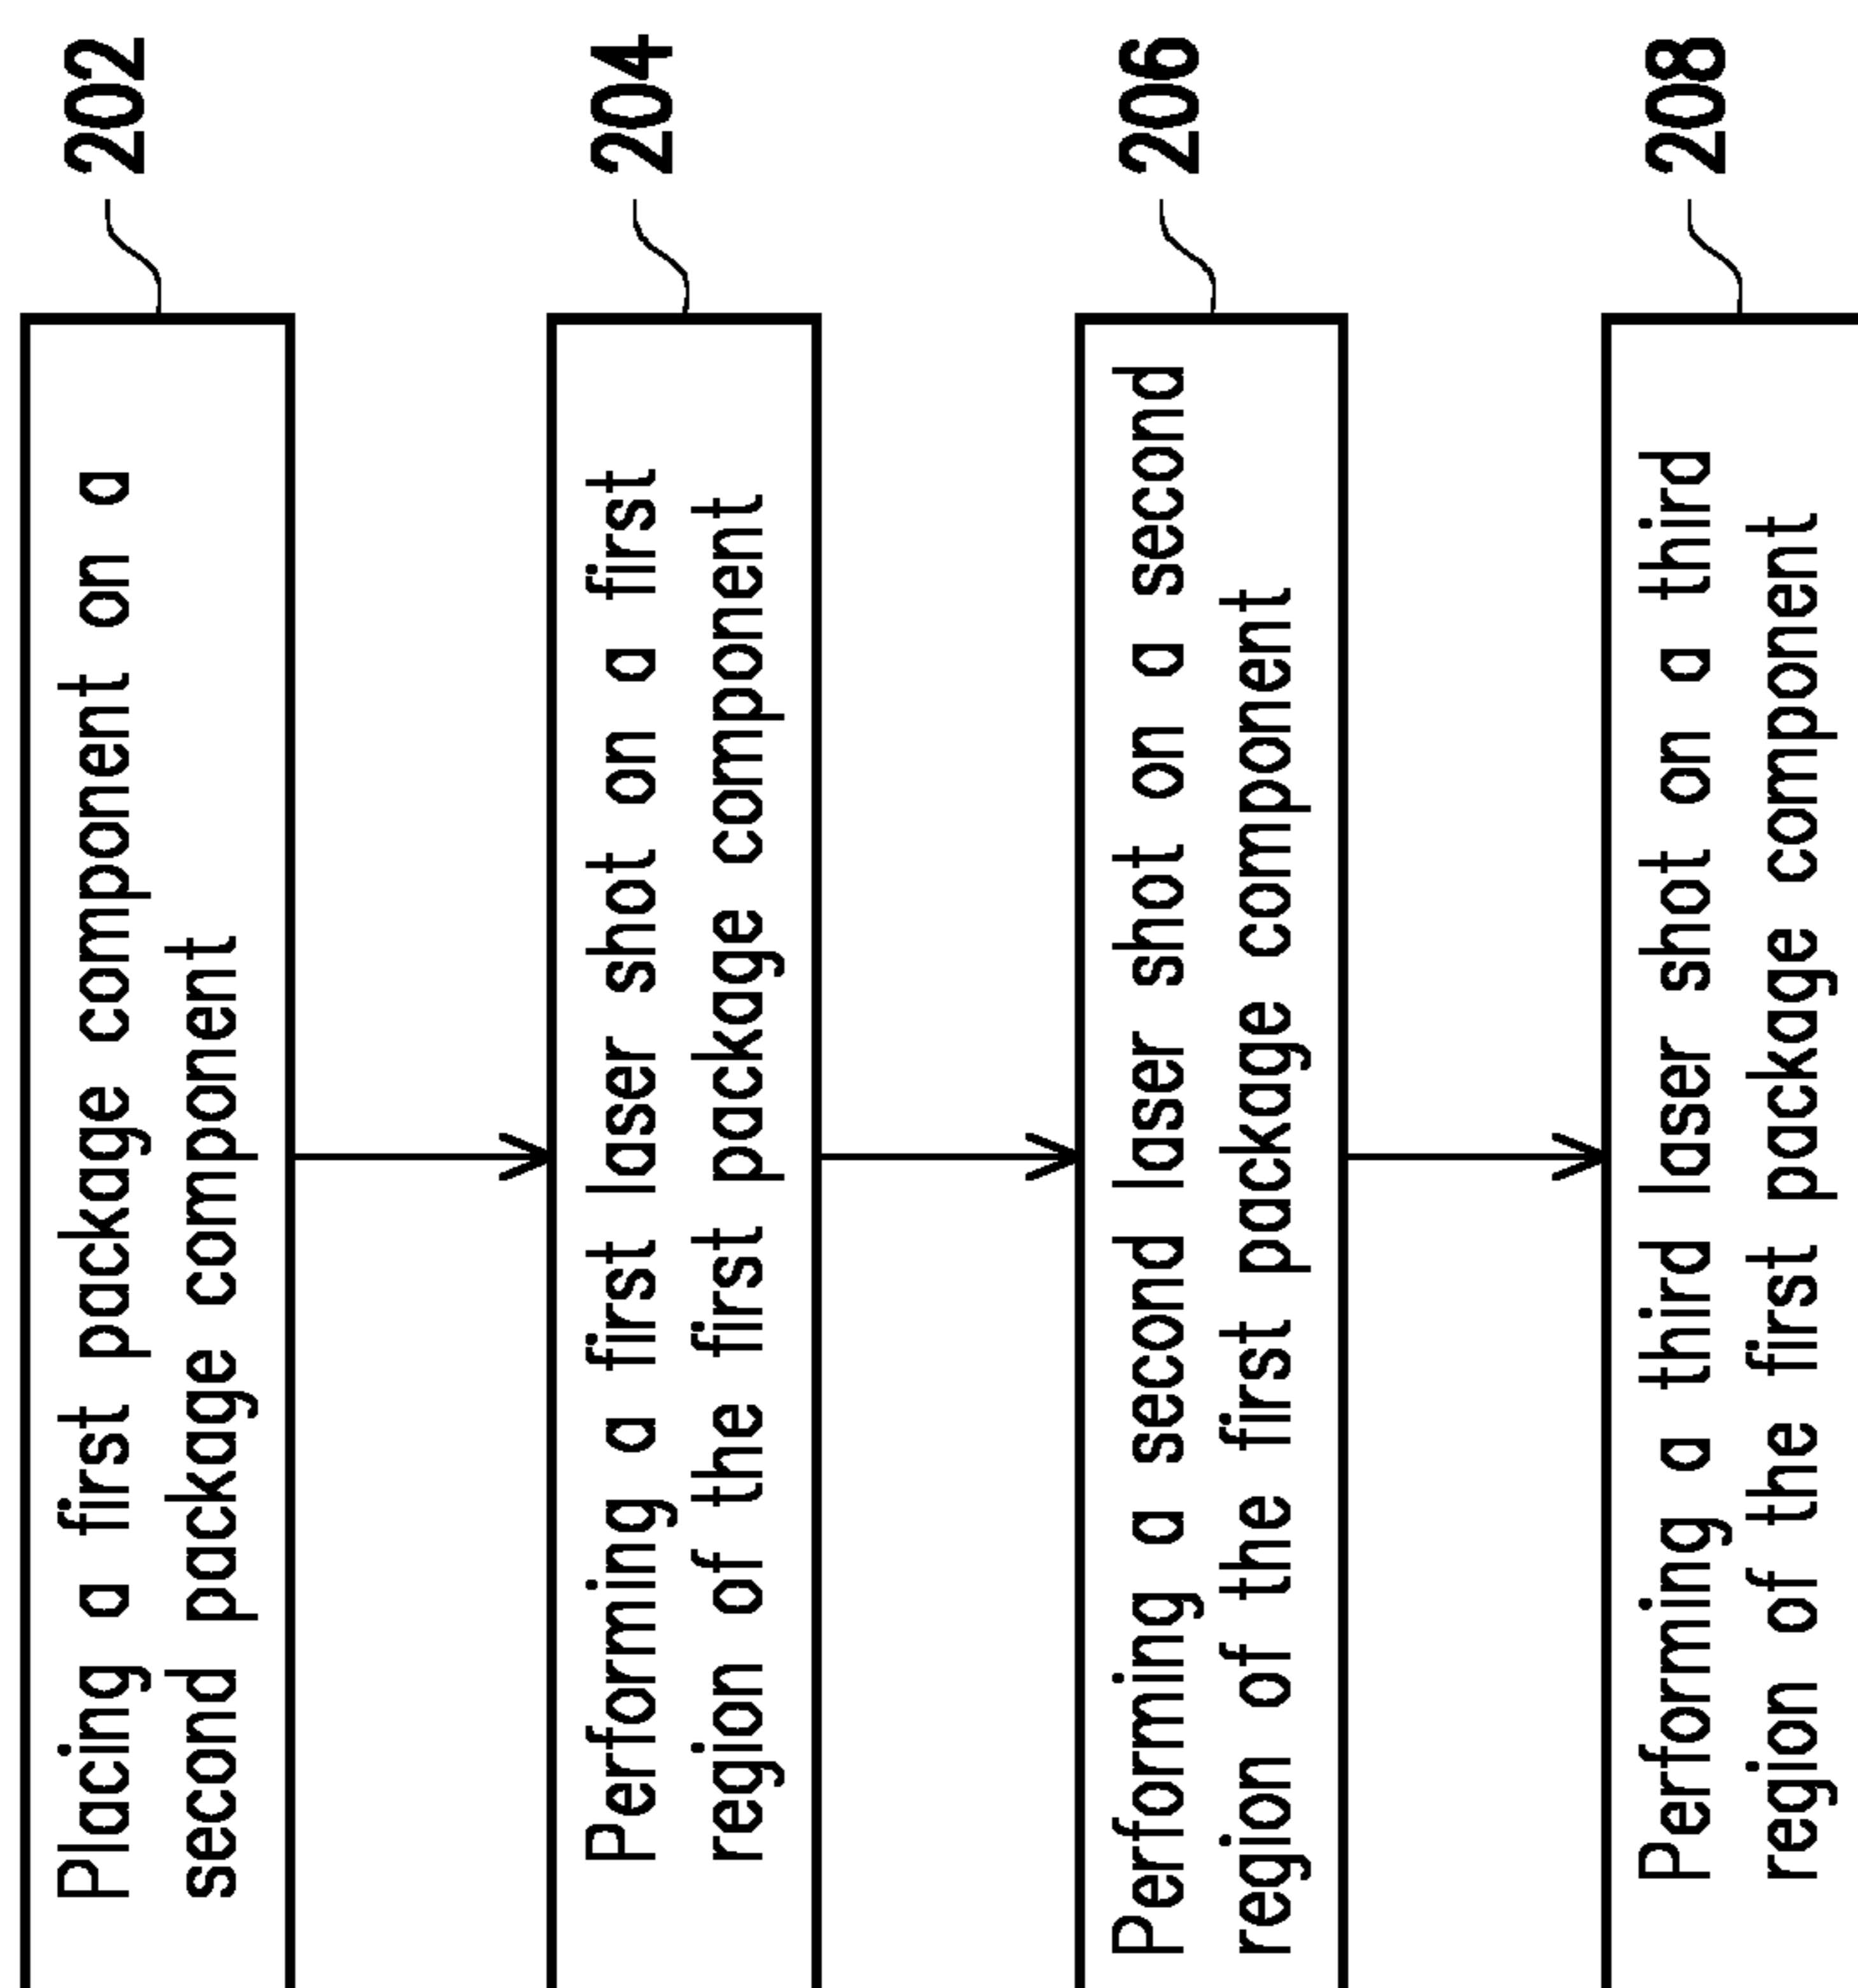 Placing a first package component on a
second package component
202
Performing a first laser shot on a first
region of the first package component
204
Performing a second laser shot on a second
region of the first package component
206
Performing a third laser shot on a third
region of the first package component
208